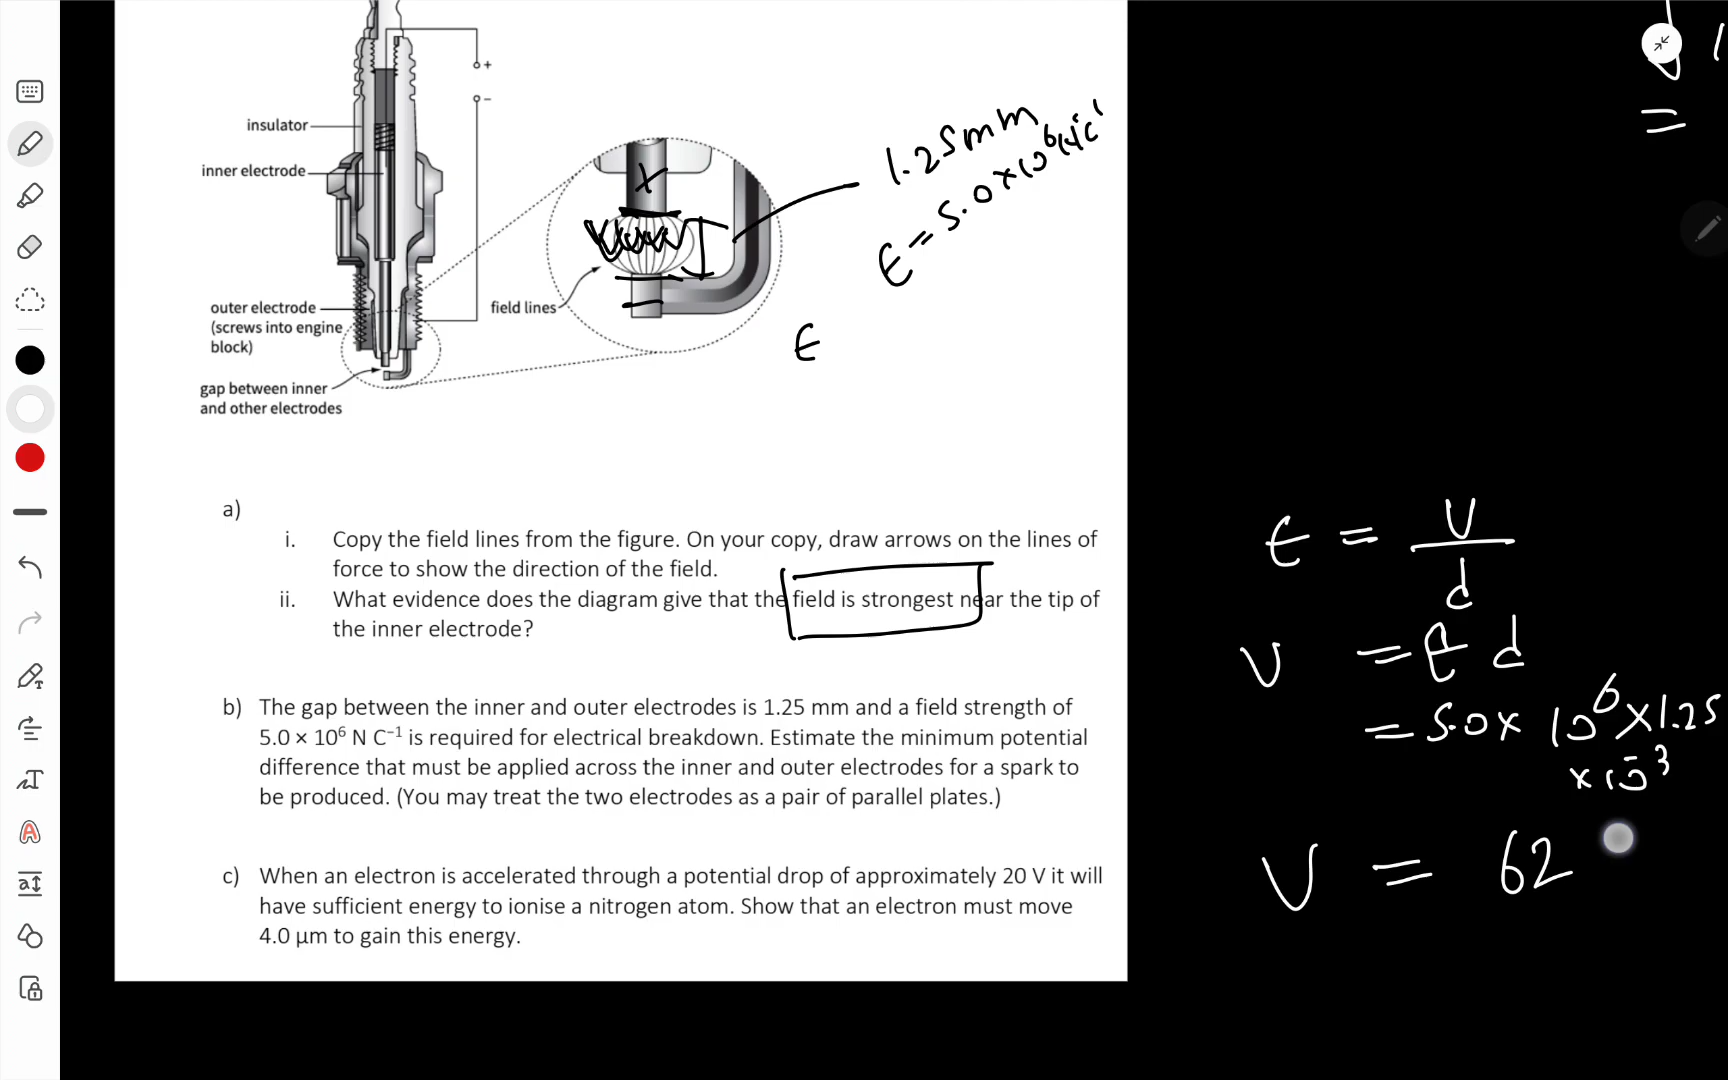 +
−
insulator
inner electrode
outer electrode
(screws into engine
block)
gap between inner
and other electrodes
field lines
+
1.25mm
E = 5.0×10⁶ NC⁻¹
E
a)
i. Copy the field lines from the figure. On your copy, draw arrows on the lines of
force to show the direction of the field.
ii. What evidence does the diagram give that the field is strongest near the tip of
the inner electrode?
b) The gap between the inner and outer electrodes is 1.25 mm and a field strength of
5.0 × 10⁶ N C⁻¹ is required for electrical breakdown. Estimate the minimum potential
difference that must be applied across the inner and outer electrodes for a spark to
be produced. (You may treat the two electrodes as a pair of parallel plates.)
c) When an electron is accelerated through a potential drop of approximately 20 V it will
have sufficient energy to ionise a nitrogen atom. Show that an electron must move
4.0 µm to gain this energy.
=
E = V
d
V = E d
= 5.0 × 10⁶ × 1.25
× 10⁻³
V = 62